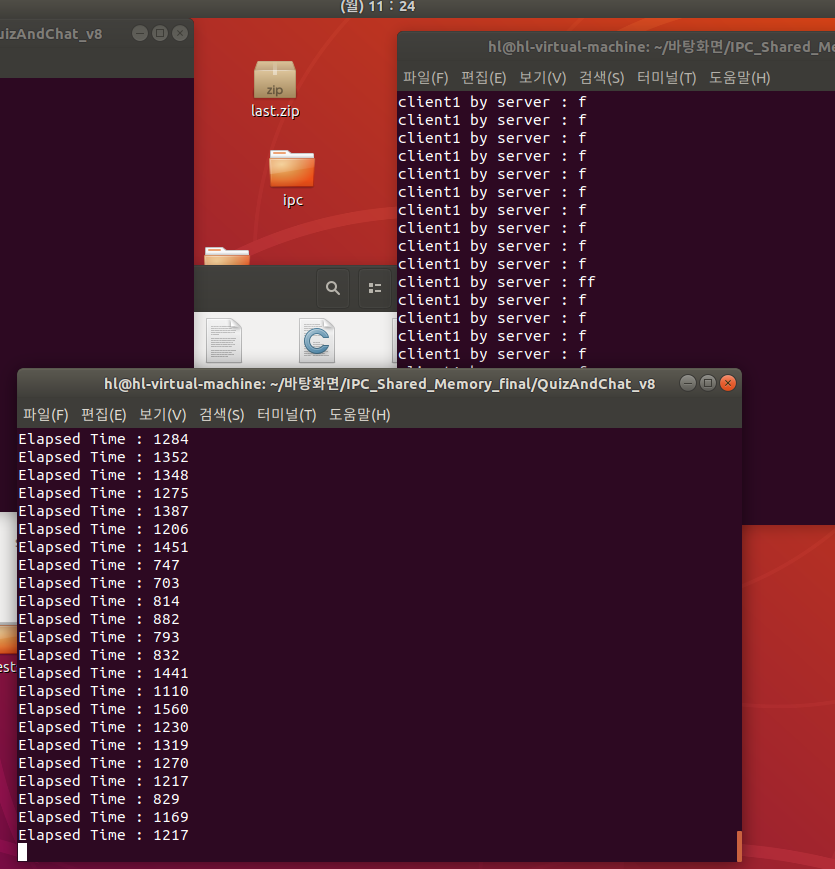 (월) 11 : 24
uizAndChat_v8
zip
last.zip
ipc
hl@hl-virtual-machine: ~/바탕화면/IPC_Shared_Me
파일(F) 편집(E) 보기(V) 검색(S) 터미널(T) 도움말(H)
client1 by server : f
client1 by server : f
client1 by server : f
client1 by server : f
client1 by server : f
client1 by server : f
client1 by server : f
client1 by server : f
client1 by server : f
client1 by server : f
client1 by server : ff
client1 by server : f
client1 by server : f
client1 by server : f
client1 by server : f
C
hl@hl-virtual-machine: ~/바탕화면/IPC_Shared_Memory_final/QuizAndChat_v8
파일(F) 편집(E) 보기(V) 검색(S) 터미널(T) 도움말(H)
Elapsed Time : 1284
Elapsed Time : 1352
Elapsed Time : 1348
Elapsed Time : 1275
Elapsed Time : 1387
Elapsed Time : 1206
Elapsed Time : 1451
Elapsed Time : 747
Elapsed Time : 703
Elapsed Time : 814
Elapsed Time : 882
Elapsed Time : 793
Elapsed Time : 832
Elapsed Time : 1441
Elapsed Time : 1110
Elapsed Time : 1560
Elapsed Time : 1230
Elapsed Time : 1319
Elapsed Time : 1270
Elapsed Time : 1217
Elapsed Time : 829
Elapsed Time : 1169
Elapsed Time : 1217
est